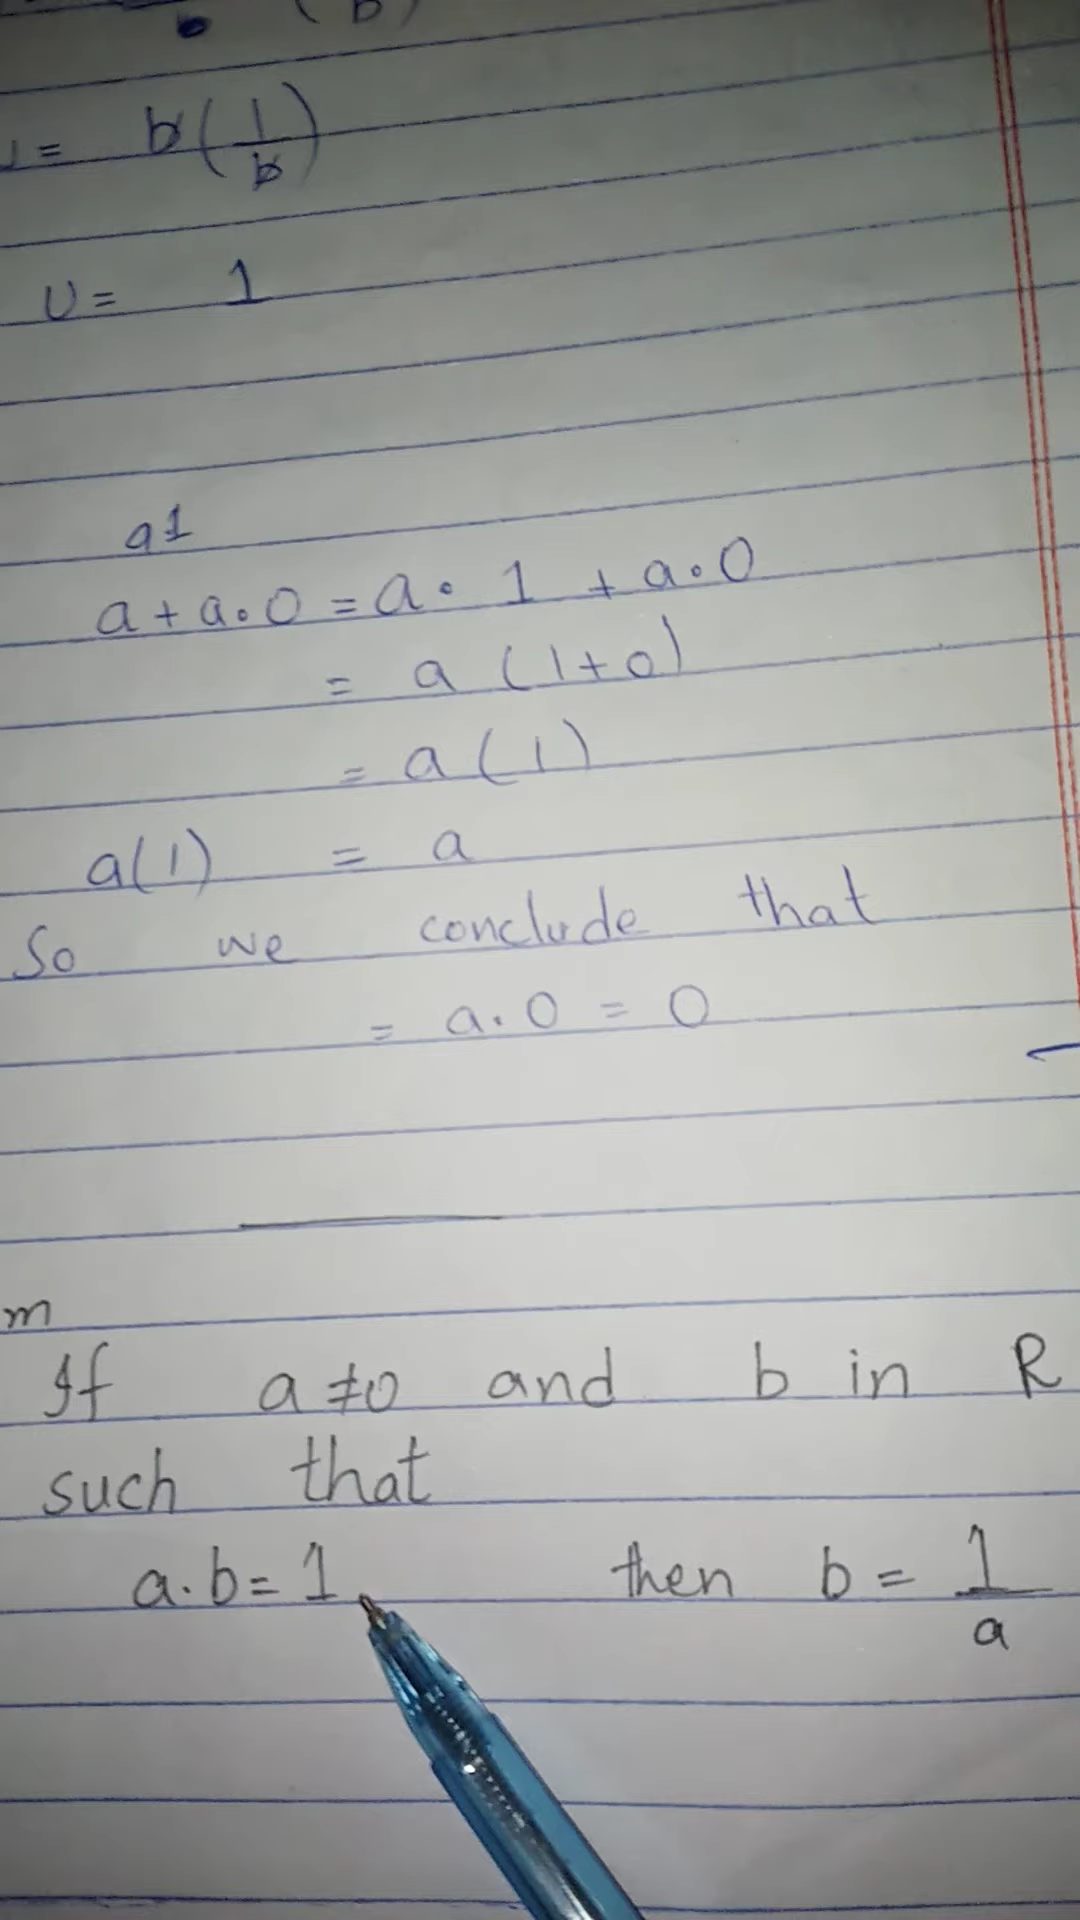 b
= b(1/b)
U = 1
a1
a + a·0 = a· 1 + a·0
= a (1+0)
= a (1)
a(1) = a
So we conclude that
= a·0 = 0
m
If a≠0 and b in R
such that
a·b=1 then b = 1/a